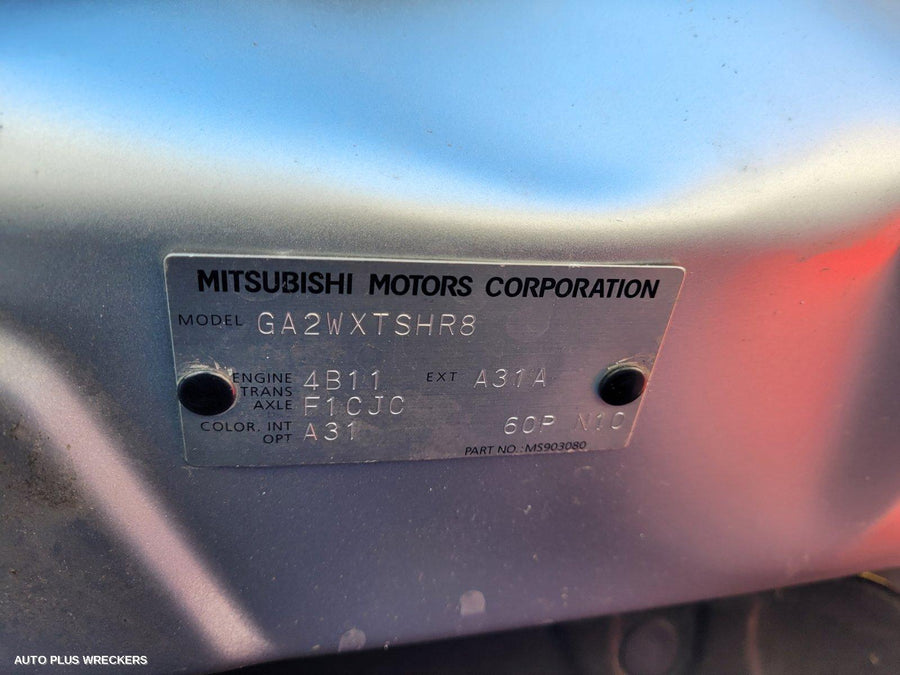 MITSUBISHI MOTORS CORPORATION
MODEL GA2WXTSHR8
ENGINE 4B11 EXT A31A
TRANS
AXLE F1CJC
COLOR. INT A31 60P N10
OPT
PART NO.: MS903080
AUTO PLUS WRECKERS